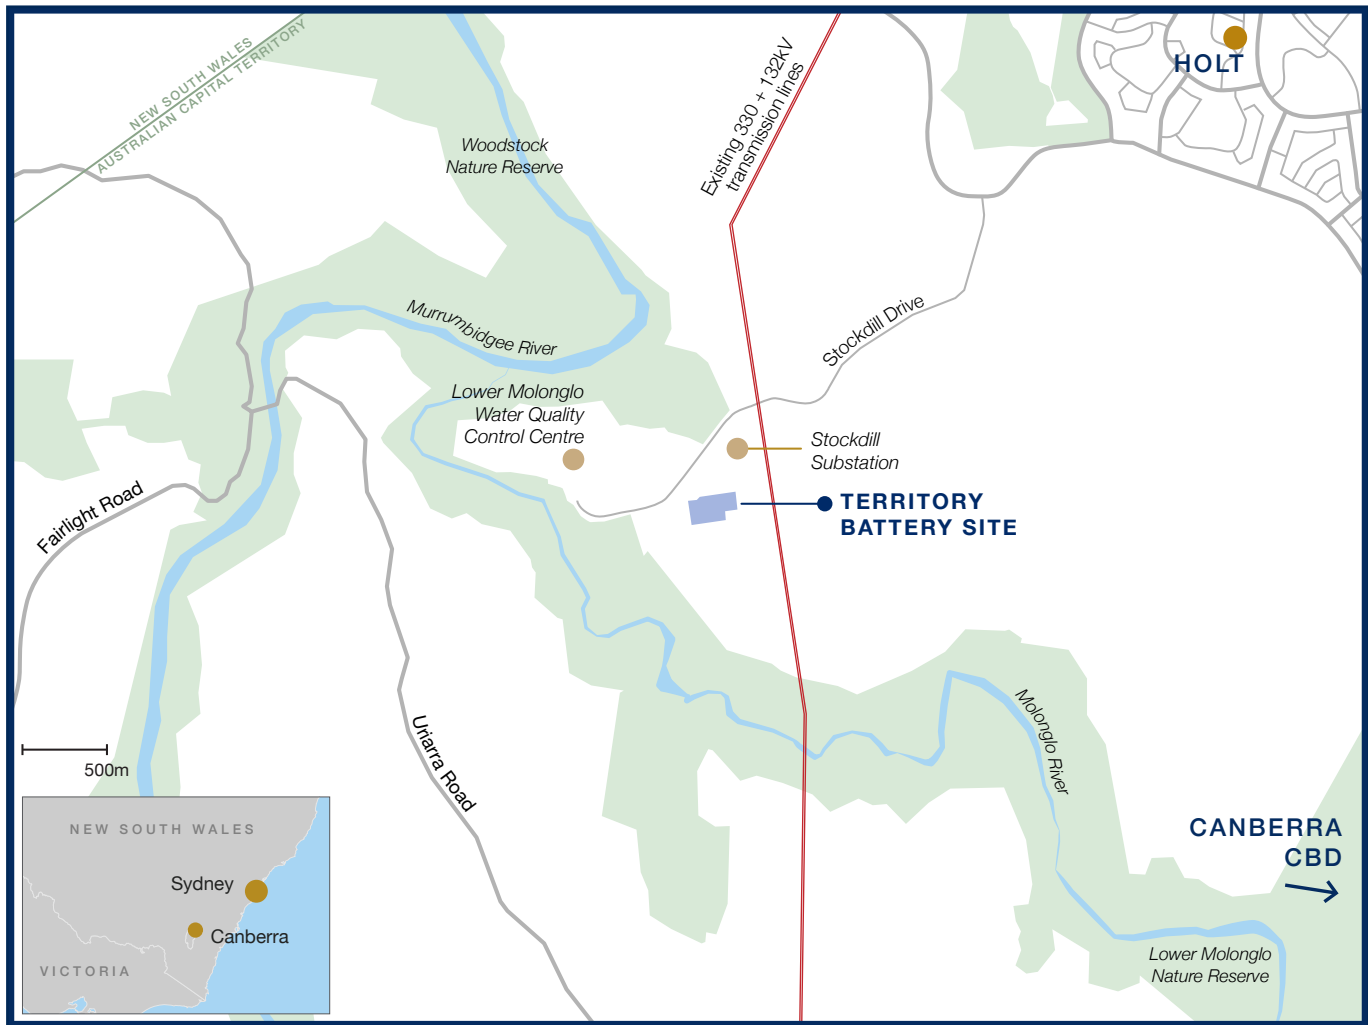 NEW SOUTH WALES
AUSTRALIAN CAPITAL TERRITORY
Woodstock
Nature Reserve
Existing 330 + 132kV
transmission lines
HOLT
Murrumbidgee River
Stockdill Drive
Lower Molonglo
Water Quality
Control Centre
Stockdill
Substation
TERRITORY
BATTERY SITE
Fairlight Road
Uriarra Road
Molonglo River
500m
CANBERRA
CBD
Lower Molonglo
Nature Reserve
NEW SOUTH WALES
Sydney
Canberra
VICTORIA